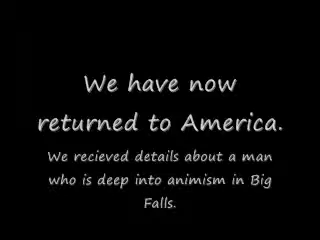 We have now
returned to America.
We recieved details about a man
who is deep into animism in Big
Falls.